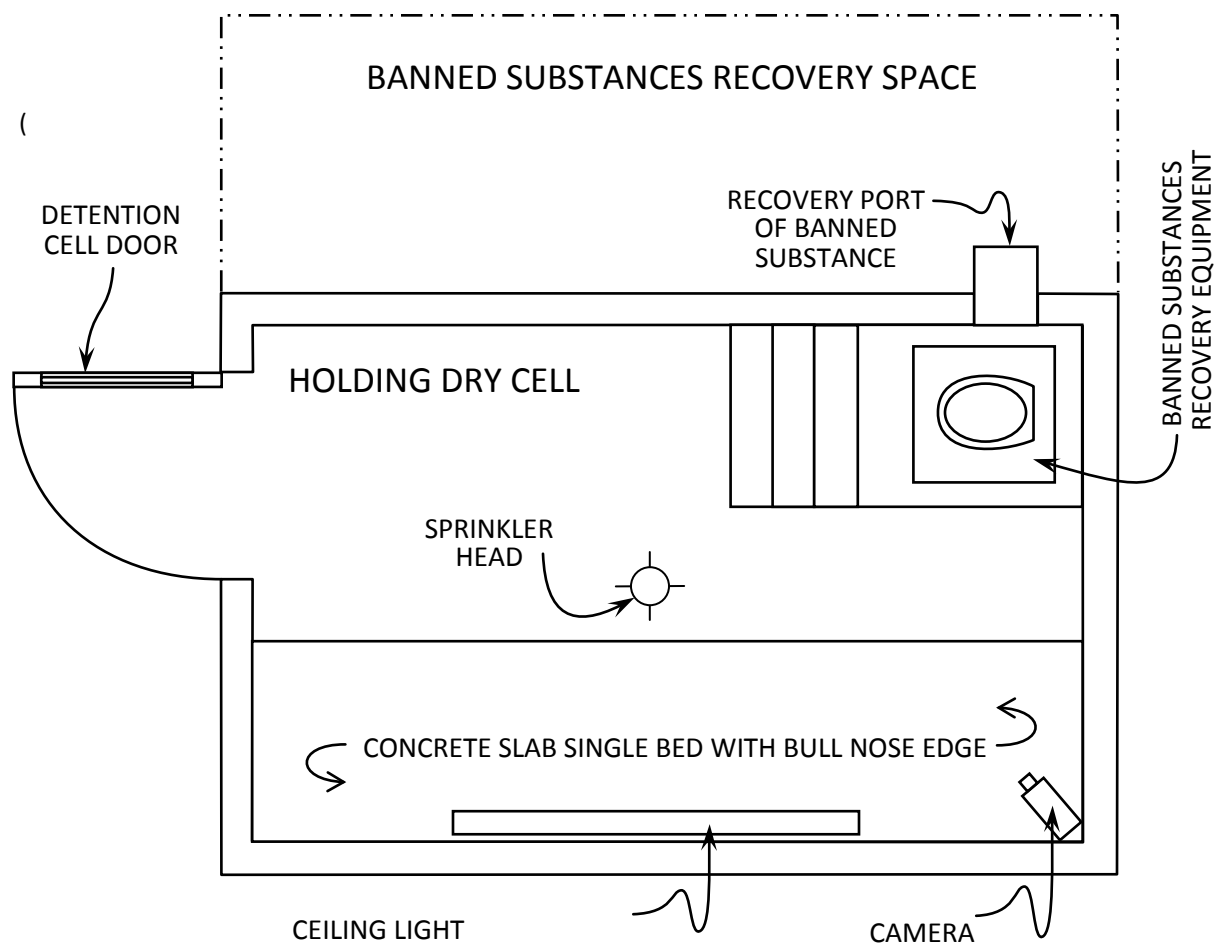 BANNED SUBSTANCES RECOVERY SPACE
(
DETENTION
CELL DOOR
RECOVERY PORT
OF BANNED
SUBSTANCE
BANNED SUBSTANCES
RECOVERY EQUIPMENT
HOLDING DRY CELL
SPRINKLER
HEAD
CONCRETE SLAB SINGLE BED WITH BULL NOSE EDGE
CEILING LIGHT
CAMERA